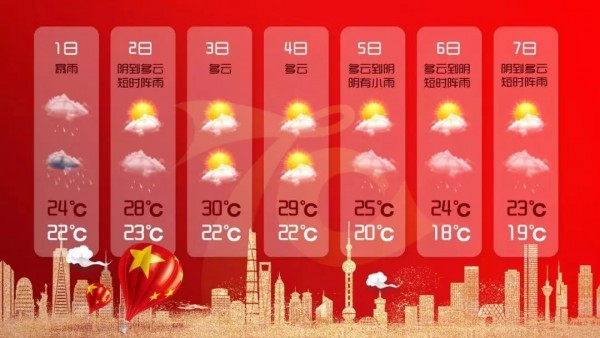 1日
暴雨
24℃
22℃
2日
阴到多云
短时阵雨
28℃
23℃
3日
多云
30℃
22℃
4日
多云
29℃
22℃
5日
多云到阴
阴有小雨
25℃
20℃
6日
多云到阴
短时阵雨
24℃
18℃
7日
阴到多云
短时阵雨
23℃
19℃
70